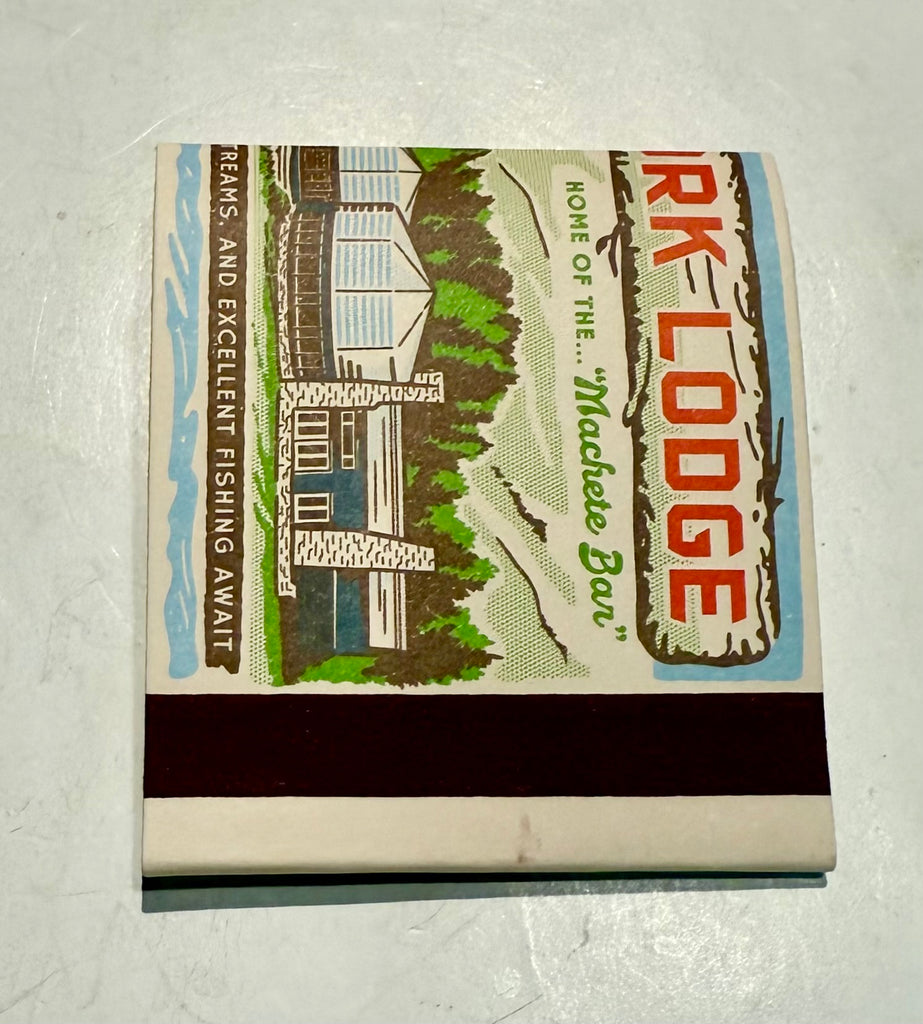 ORK LODGE
HOME OF THE... "Machete Bar"
TREAMS, AND EXCELLENT FISHING AWAIT